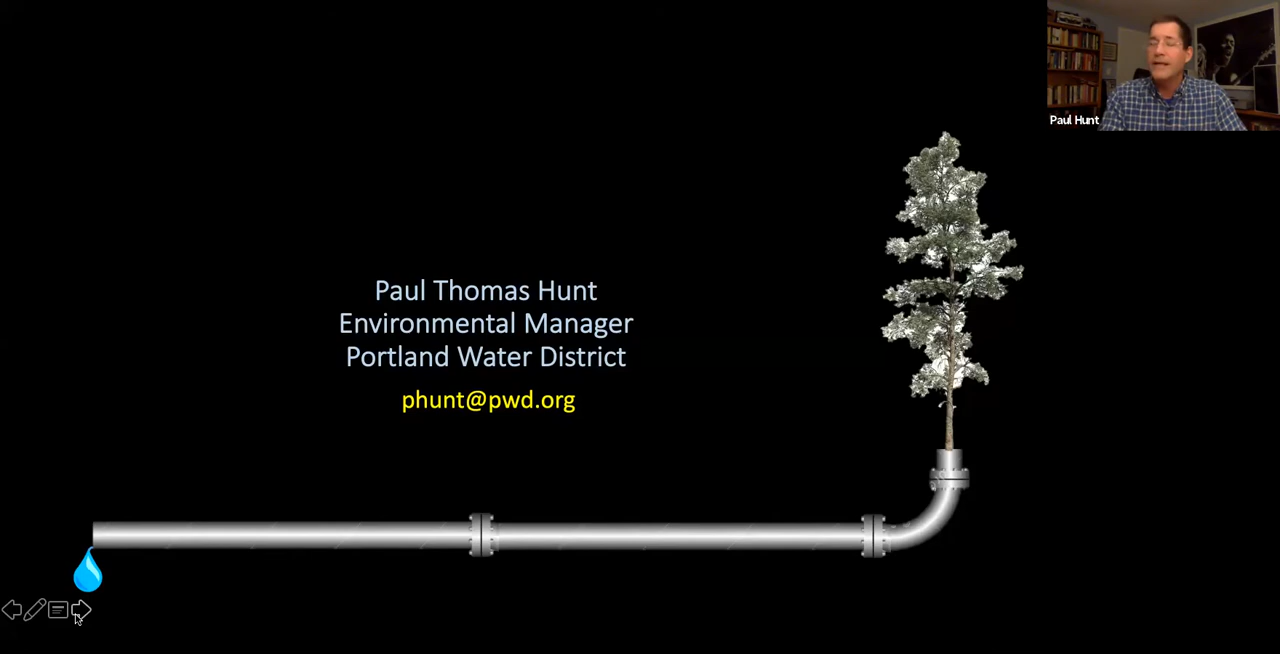 Paul Hunt
Paul Thomas Hunt
Environmental Manager
Portland Water District
phunt@pwd.org